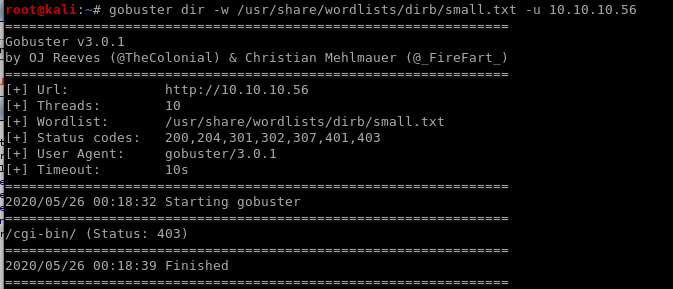 root@kali:~# gobuster dir -w /usr/share/wordlists/dirb/small.txt -u 10.10.10.56
===============================================================
Gobuster v3.0.1
by OJ Reeves (@TheColonial) & Christian Mehlmauer (@_FireFart_)
===============================================================
[+] Url:            http://10.10.10.56
[+] Threads:        10
[+] Wordlist:       /usr/share/wordlists/dirb/small.txt
[+] Status codes:   200,204,301,302,307,401,403
[+] User Agent:     gobuster/3.0.1
[+] Timeout:        10s
===============================================================
2020/05/26 00:18:32 Starting gobuster
===============================================================
/cgi-bin/ (Status: 403)
===============================================================
2020/05/26 00:18:39 Finished
===============================================================